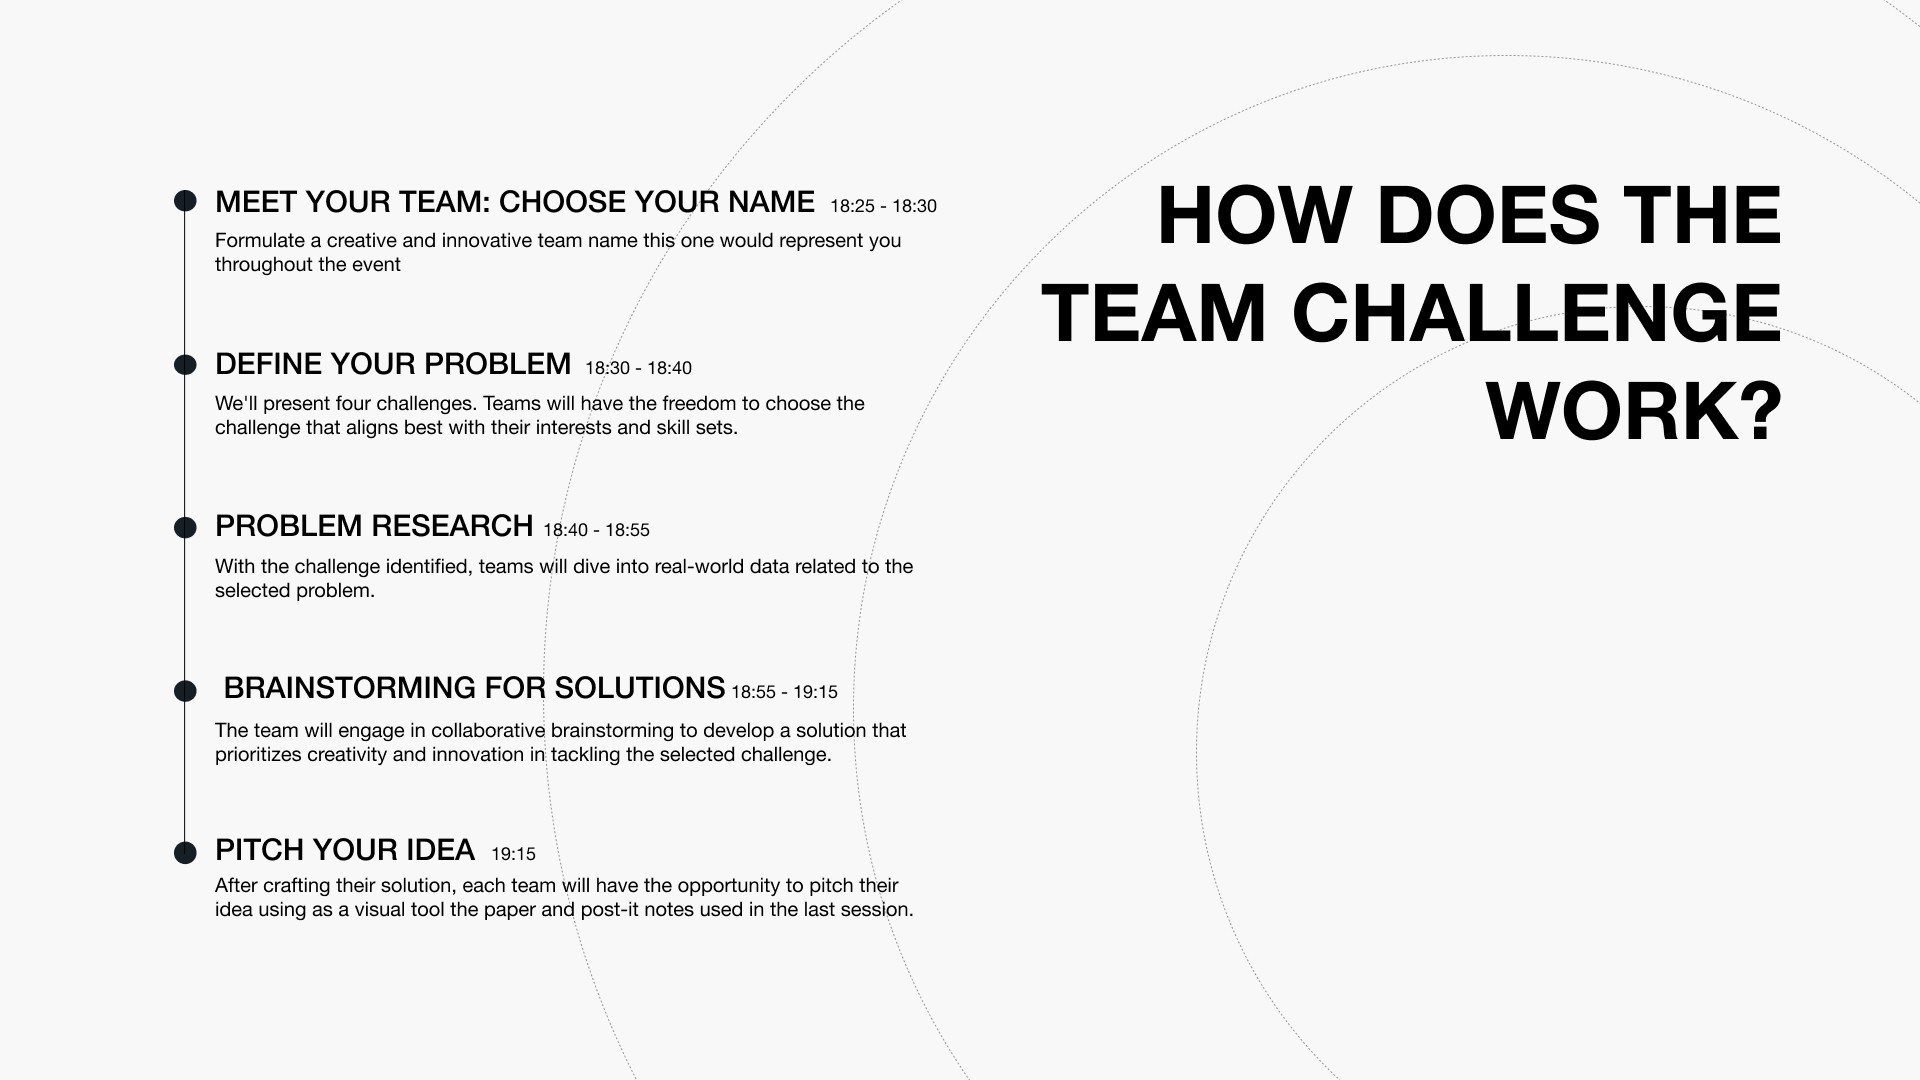 HOW DOES THE
TEAM CHALLENGE
WORK?
MEET YOUR TEAM: CHOOSE YOUR NAME 18:25 - 18:30
Formulate a creative and innovative team name this one would represent you
throughout the event
DEFINE YOUR PROBLEM 18:30 - 18:40
We'll present four challenges. Teams will have the freedom to choose the
challenge that aligns best with their interests and skill sets.
PROBLEM RESEARCH 18:40 - 18:55
With the challenge identified, teams will dive into real-world data related to the
selected problem.
BRAINSTORMING FOR SOLUTIONS 18:55 - 19:15
The team will engage in collaborative brainstorming to develop a solution that
prioritizes creativity and innovation in tackling the selected challenge.
PITCH YOUR IDEA 19:15
After crafting their solution, each team will have the opportunity to pitch their
idea using as a visual tool the paper and post-it notes used in the last session.